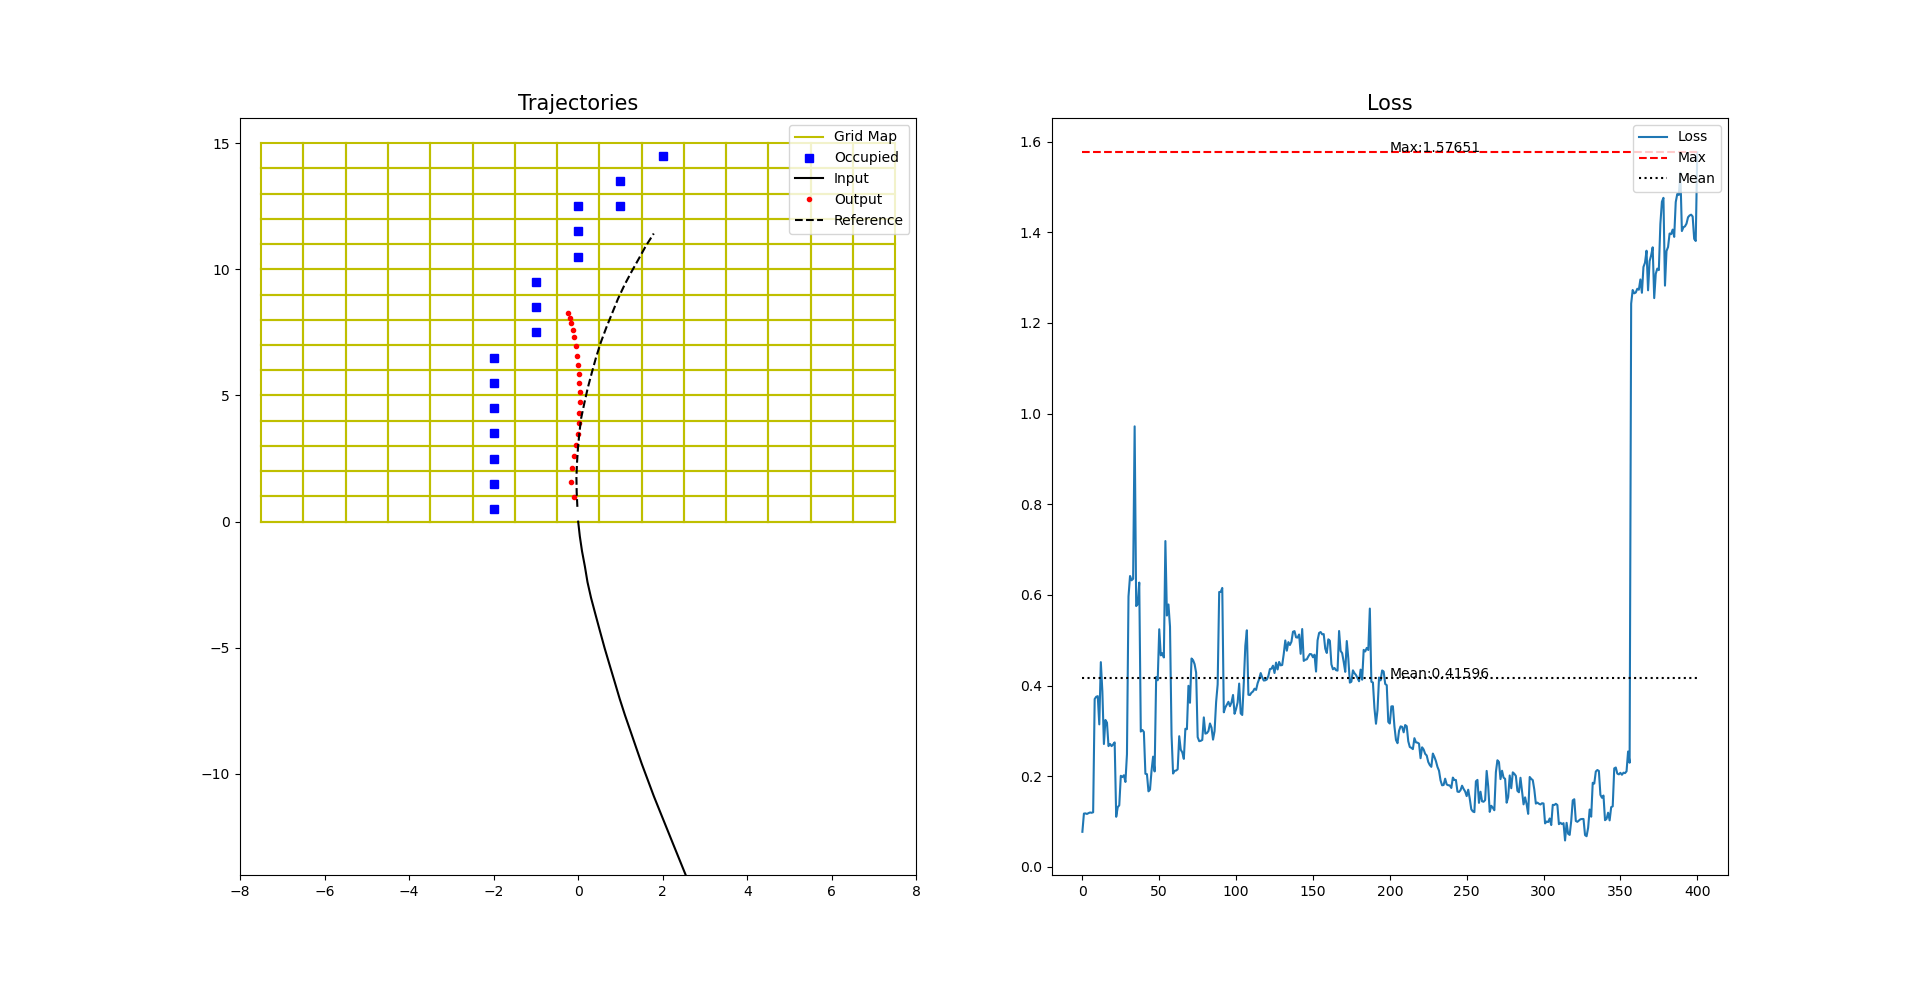 Trajectories
15
10
5
0
−5
−10
−8
−6
−4
−2
0
2
4
6
8
Grid Map
Occupied
Input
Output
Reference
Loss
1.6
1.4
1.2
1.0
0.8
0.6
0.4
0.2
0.0
0
50
100
150
200
250
300
350
400
Max:1.57651
Mean:0.41596
Loss
Max
Mean